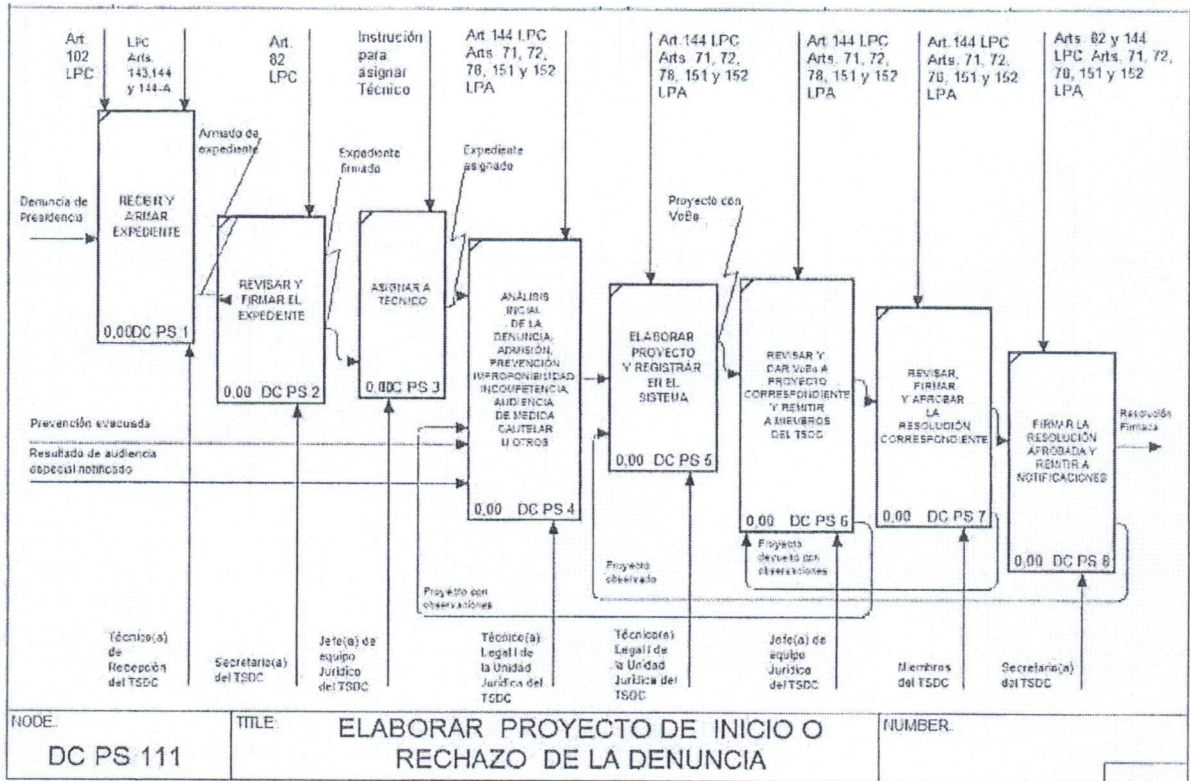 Art.
102
LPC
LPC
Arts.
143,144
y 144-A
Art.
82
LPC
Instrución
para
asignar
Técnico
Art 144 LPC
Arts. 71, 72,
78, 151 y 152
LPA
Art. 144 LPC
Arts. 71, 72,
78, 151 y 152
LPA
Art 144 LPC
Arts. 71, 72,
78, 151 y 152
LPA
Art. 144 LPC
Arts. 71, 72,
78, 151 y 152
LPA
Arts. 82 y 144
LPC Arts. 71, 72,
78, 151 y 152
LPA
Denuncia de
Presidencia
RECIBIR Y
ARMAR
EXPEDIENTE
0,00DC PS 1
Armado de
expediente
REVISAR Y
FIRMAR EL
EXPEDIENTE
0,00 DC PS 2
Expediente
firmado
ASIGNAR A
TÉCNICO
0,00C PS 3
Expediente
asignado
ANÁLISIS
INICIAL
DE LA
DENUNCIA:
ADMISIÓN,
PREVENCIÓN
IMPROPONIBILIDAD
INCOMPETENCIA,
AUDIENCIA
DE MEDIDA
CAUTELAR
U OTROS
0,00 DC PS 4
ELABORAR
PROYECTO
Y REGISTRAR
EN EL
SISTEMA
0,00 DC PS 5
Proyecto con
VoBo
REVISAR Y
DAR VoBo A
PROYECTO
CORRESPONDIENTE
Y REMITIR
A MIEMBROS
DEL TSDC
0,00 DC PS 6
REVISAR,
FIRMAR
Y APROBAR
LA
RESOLUCIÓN
CORRESPONDIENTE
0,00 DC PS 7
FIRMAR LA
RESOLUCIÓN
APROBADA Y
REMITIR A
NOTIFICACIONES
0,00 DC PS 8
Resolución
Firmada
Prevención evacuada
Resultado de audiencia
especial notificado
Proyecto con
observaciones
Proyecto
observado
Proyecto
devuelto con
observaciones
Técnico(a)
de
Recepción
del TSDC
Secretario(a)
del TSDC
Jefe(a) de
equipo
Jurídico
del TSDC
Técnico(a)
Legal I de
la Unidad
Jurídica del
TSDC
Técnico(a)
Legal I de
la Unidad
Jurídica del
TSDC
Jefe(a) de
equipo
Jurídico
del TSDC
Miembros
del TSDC
Secretario(a)
del TSDC
NODE:
DC PS 111
TITLE:
ELABORAR PROYECTO DE INICIO O
RECHAZO DE LA DENUNCIA
NUMBER: